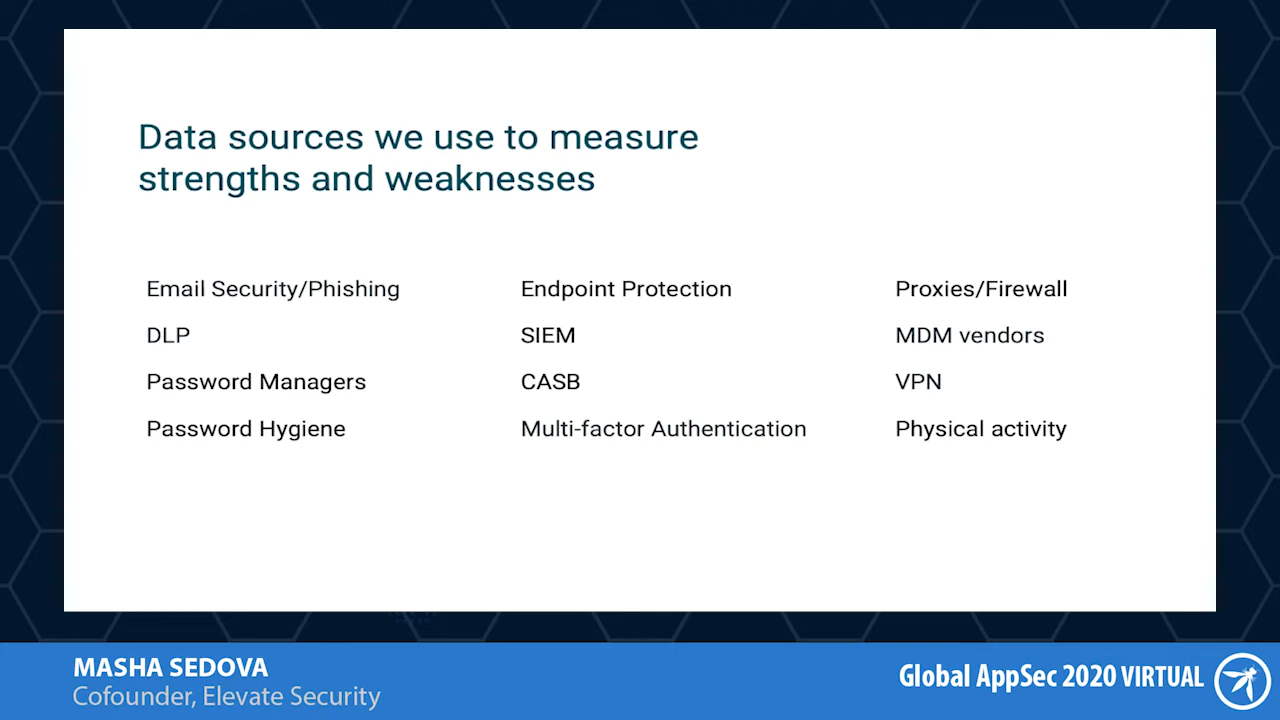 Data sources we use to measure
strengths and weaknesses
Email Security/Phishing
DLP
Password Managers
Password Hygiene
Endpoint Protection
SIEM
CASB
Multi-factor Authentication
Proxies/Firewall
MDM vendors
VPN
Physical activity
MASHA SEDOVA
Cofounder, Elevate Security
Global AppSec 2020 VIRTUAL